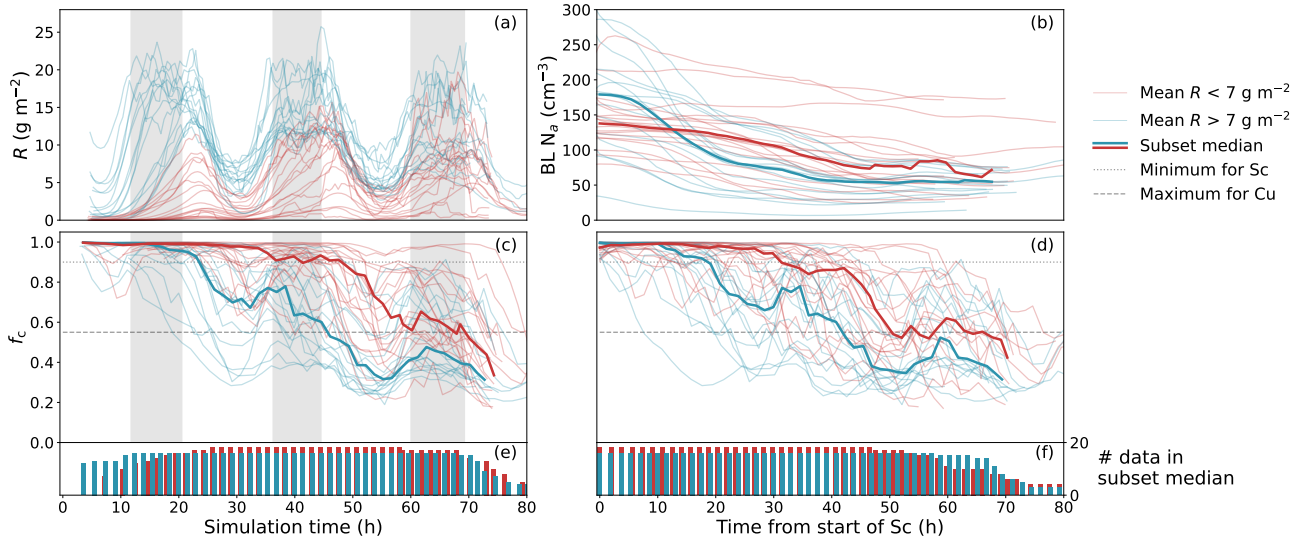 (a)
R (g m⁻²)
0
5
10
15
20
25
(b)
BL Nₐ (cm⁻³)
0
50
100
150
200
250
300
Mean R < 7 g m⁻²
Mean R > 7 g m⁻²
Subset median
Minimum for Sc
Maximum for Cu
(c)
f_c
0.0
0.2
0.4
0.6
0.8
1.0
(d)
(e)
0 10 20 30 40 50 60 70 80
Simulation time (h)
(f)
20
0
# data in
subset median
0 10 20 30 40 50 60 70 80
Time from start of Sc (h)